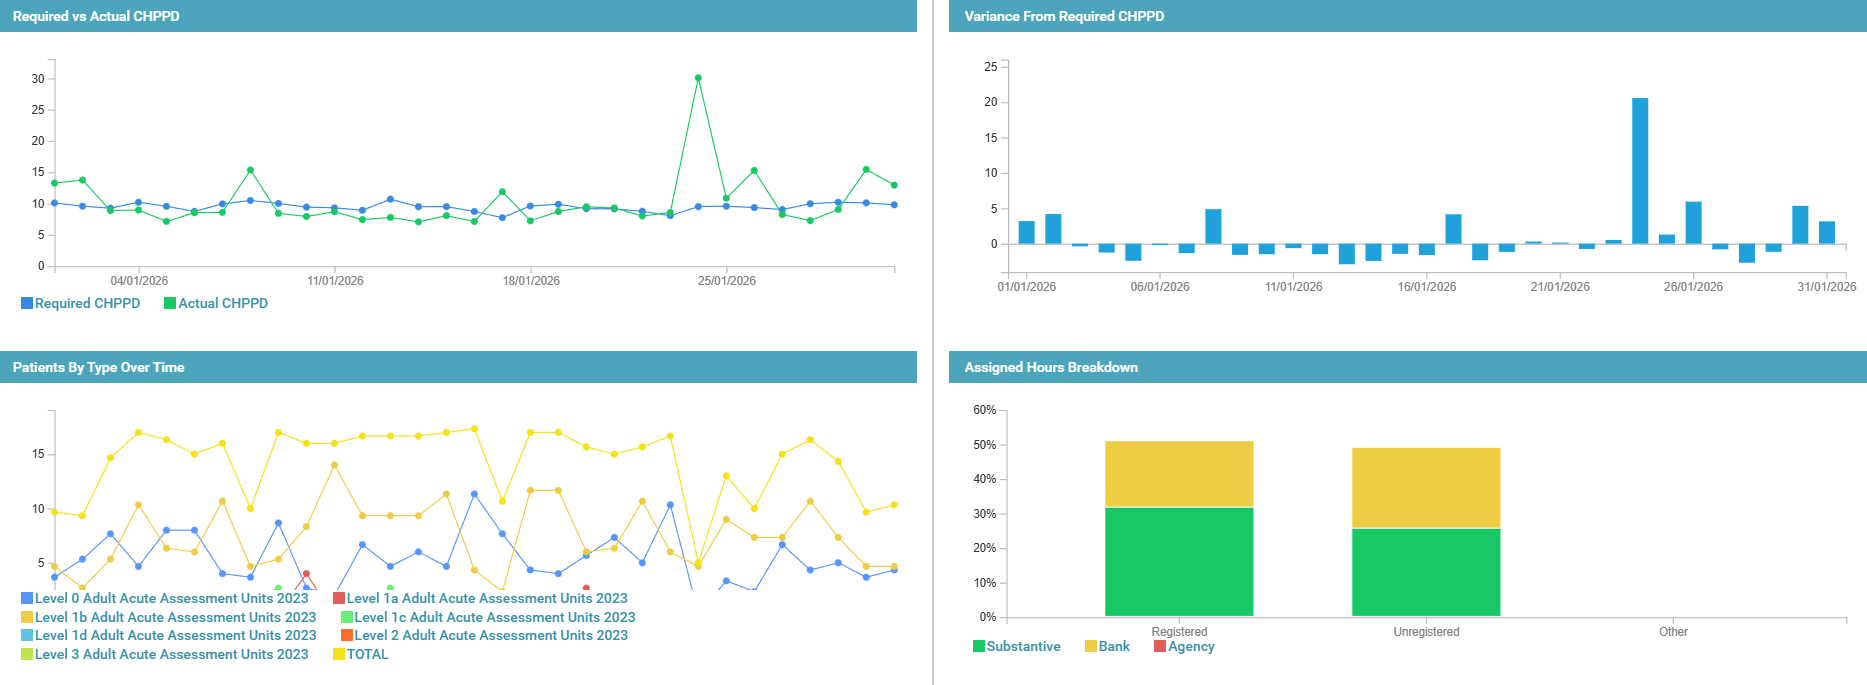 Required vs Actual CHPPD
30
25
20
15
10
5
0
04/01/2026 11/01/2026 18/01/2026 25/01/2026
Required CHPPD Actual CHPPD
Variance From Required CHPPD
25
20
15
10
5
0
01/01/2026 06/01/2026 11/01/2026 16/01/2026 21/01/2026 26/01/2026 31/01/2026
Patients By Type Over Time
15
10
5
Level 0 Adult Acute Assessment Units 2023 Level 1a Adult Acute Assessment Units 2023
Level 1b Adult Acute Assessment Units 2023 Level 1c Adult Acute Assessment Units 2023
Level 1d Adult Acute Assessment Units 2023 Level 2 Adult Acute Assessment Units 2023
Level 3 Adult Acute Assessment Units 2023 TOTAL
Assigned Hours Breakdown
60%
50%
40%
30%
20%
10%
0%
Registered Unregistered Other
Substantive Bank Agency